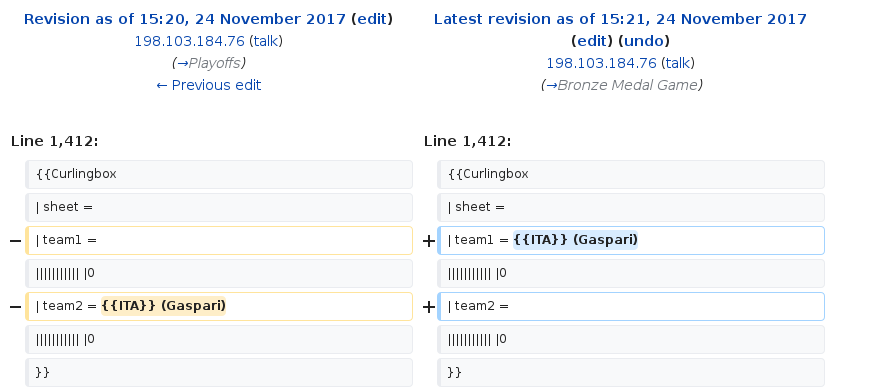 Revision as of 15:20, 24 November 2017 (edit)
198.103.184.76 (talk)
(→Playoffs)
← Previous edit
Latest revision as of 15:21, 24 November 2017
(edit) (undo)
198.103.184.76 (talk)
(→Bronze Medal Game)
Line 1,412:
Line 1,412:
{{Curlingbox
{{Curlingbox
| sheet =
| sheet =
− | team1 =
+ | team1 = {{ITA}} (Gaspari)
||||||||||| |0
||||||||||| |0
− | team2 = {{ITA}} (Gaspari)
+ | team2 =
||||||||||| |0
||||||||||| |0
}}
}}